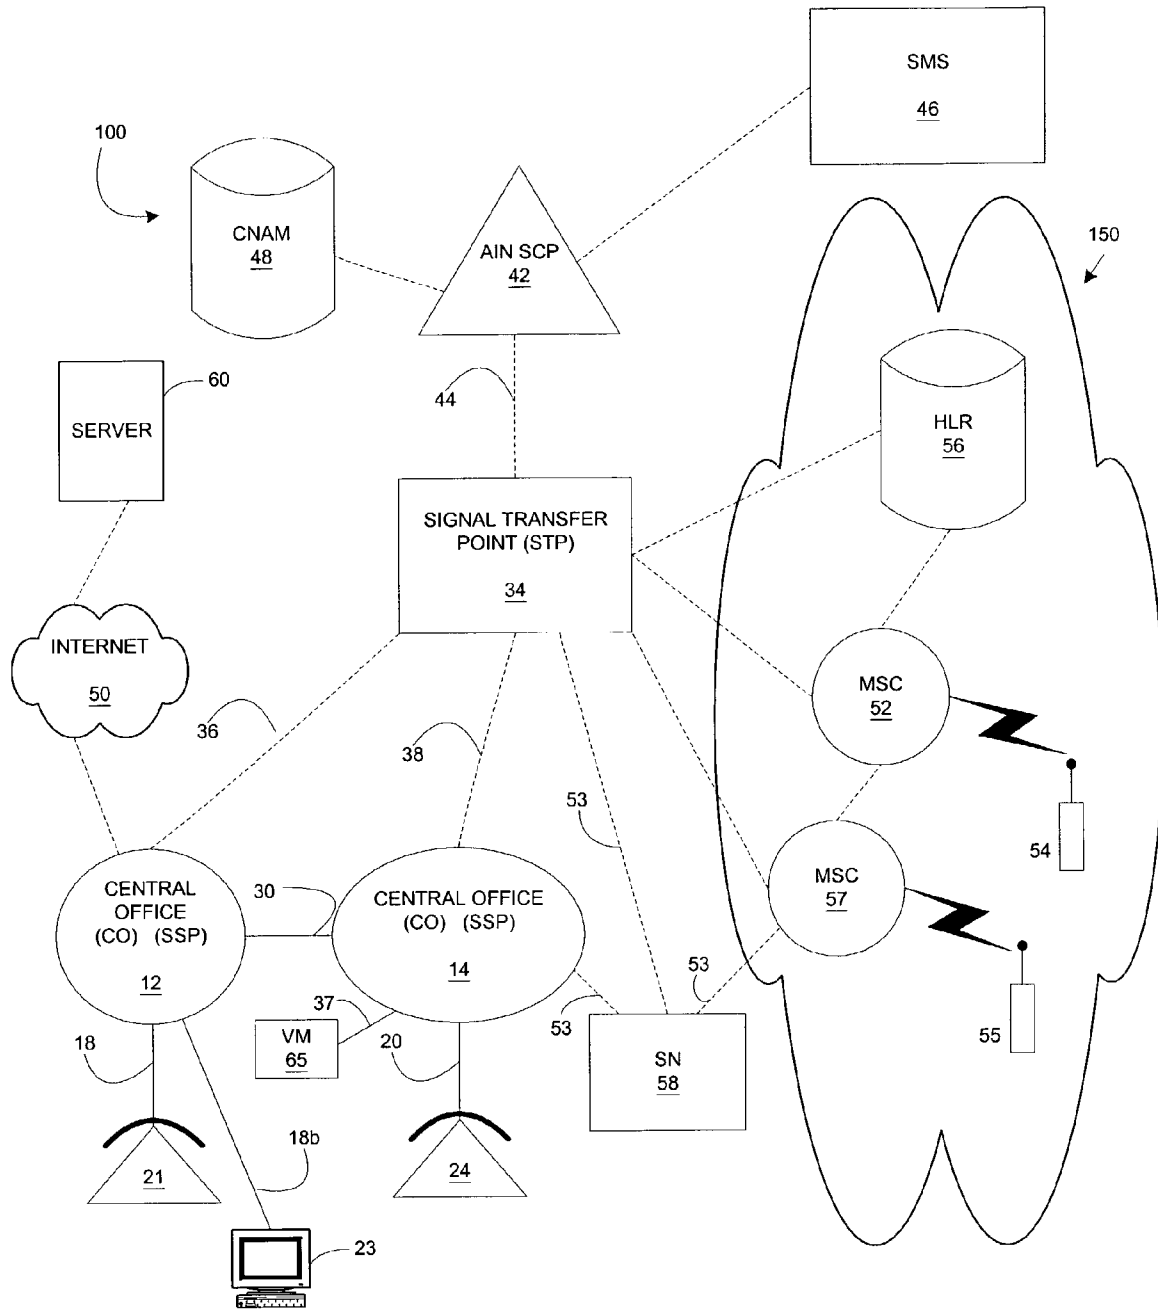 SMS
46
100
CNAM
48
AIN SCP
42
150
60
SERVER
44
HLR
56
SIGNAL TRANSFER
POINT (STP)
34
INTERNET
50
MSC
52
36
38
53
54
CENTRAL
OFFICE
(CO) (SSP)
12
30
CENTRAL OFFICE
(CO) (SSP)
14
MSC
57
53
53
37
VM
65
18
20
SN
58
55
21
18b
24
23